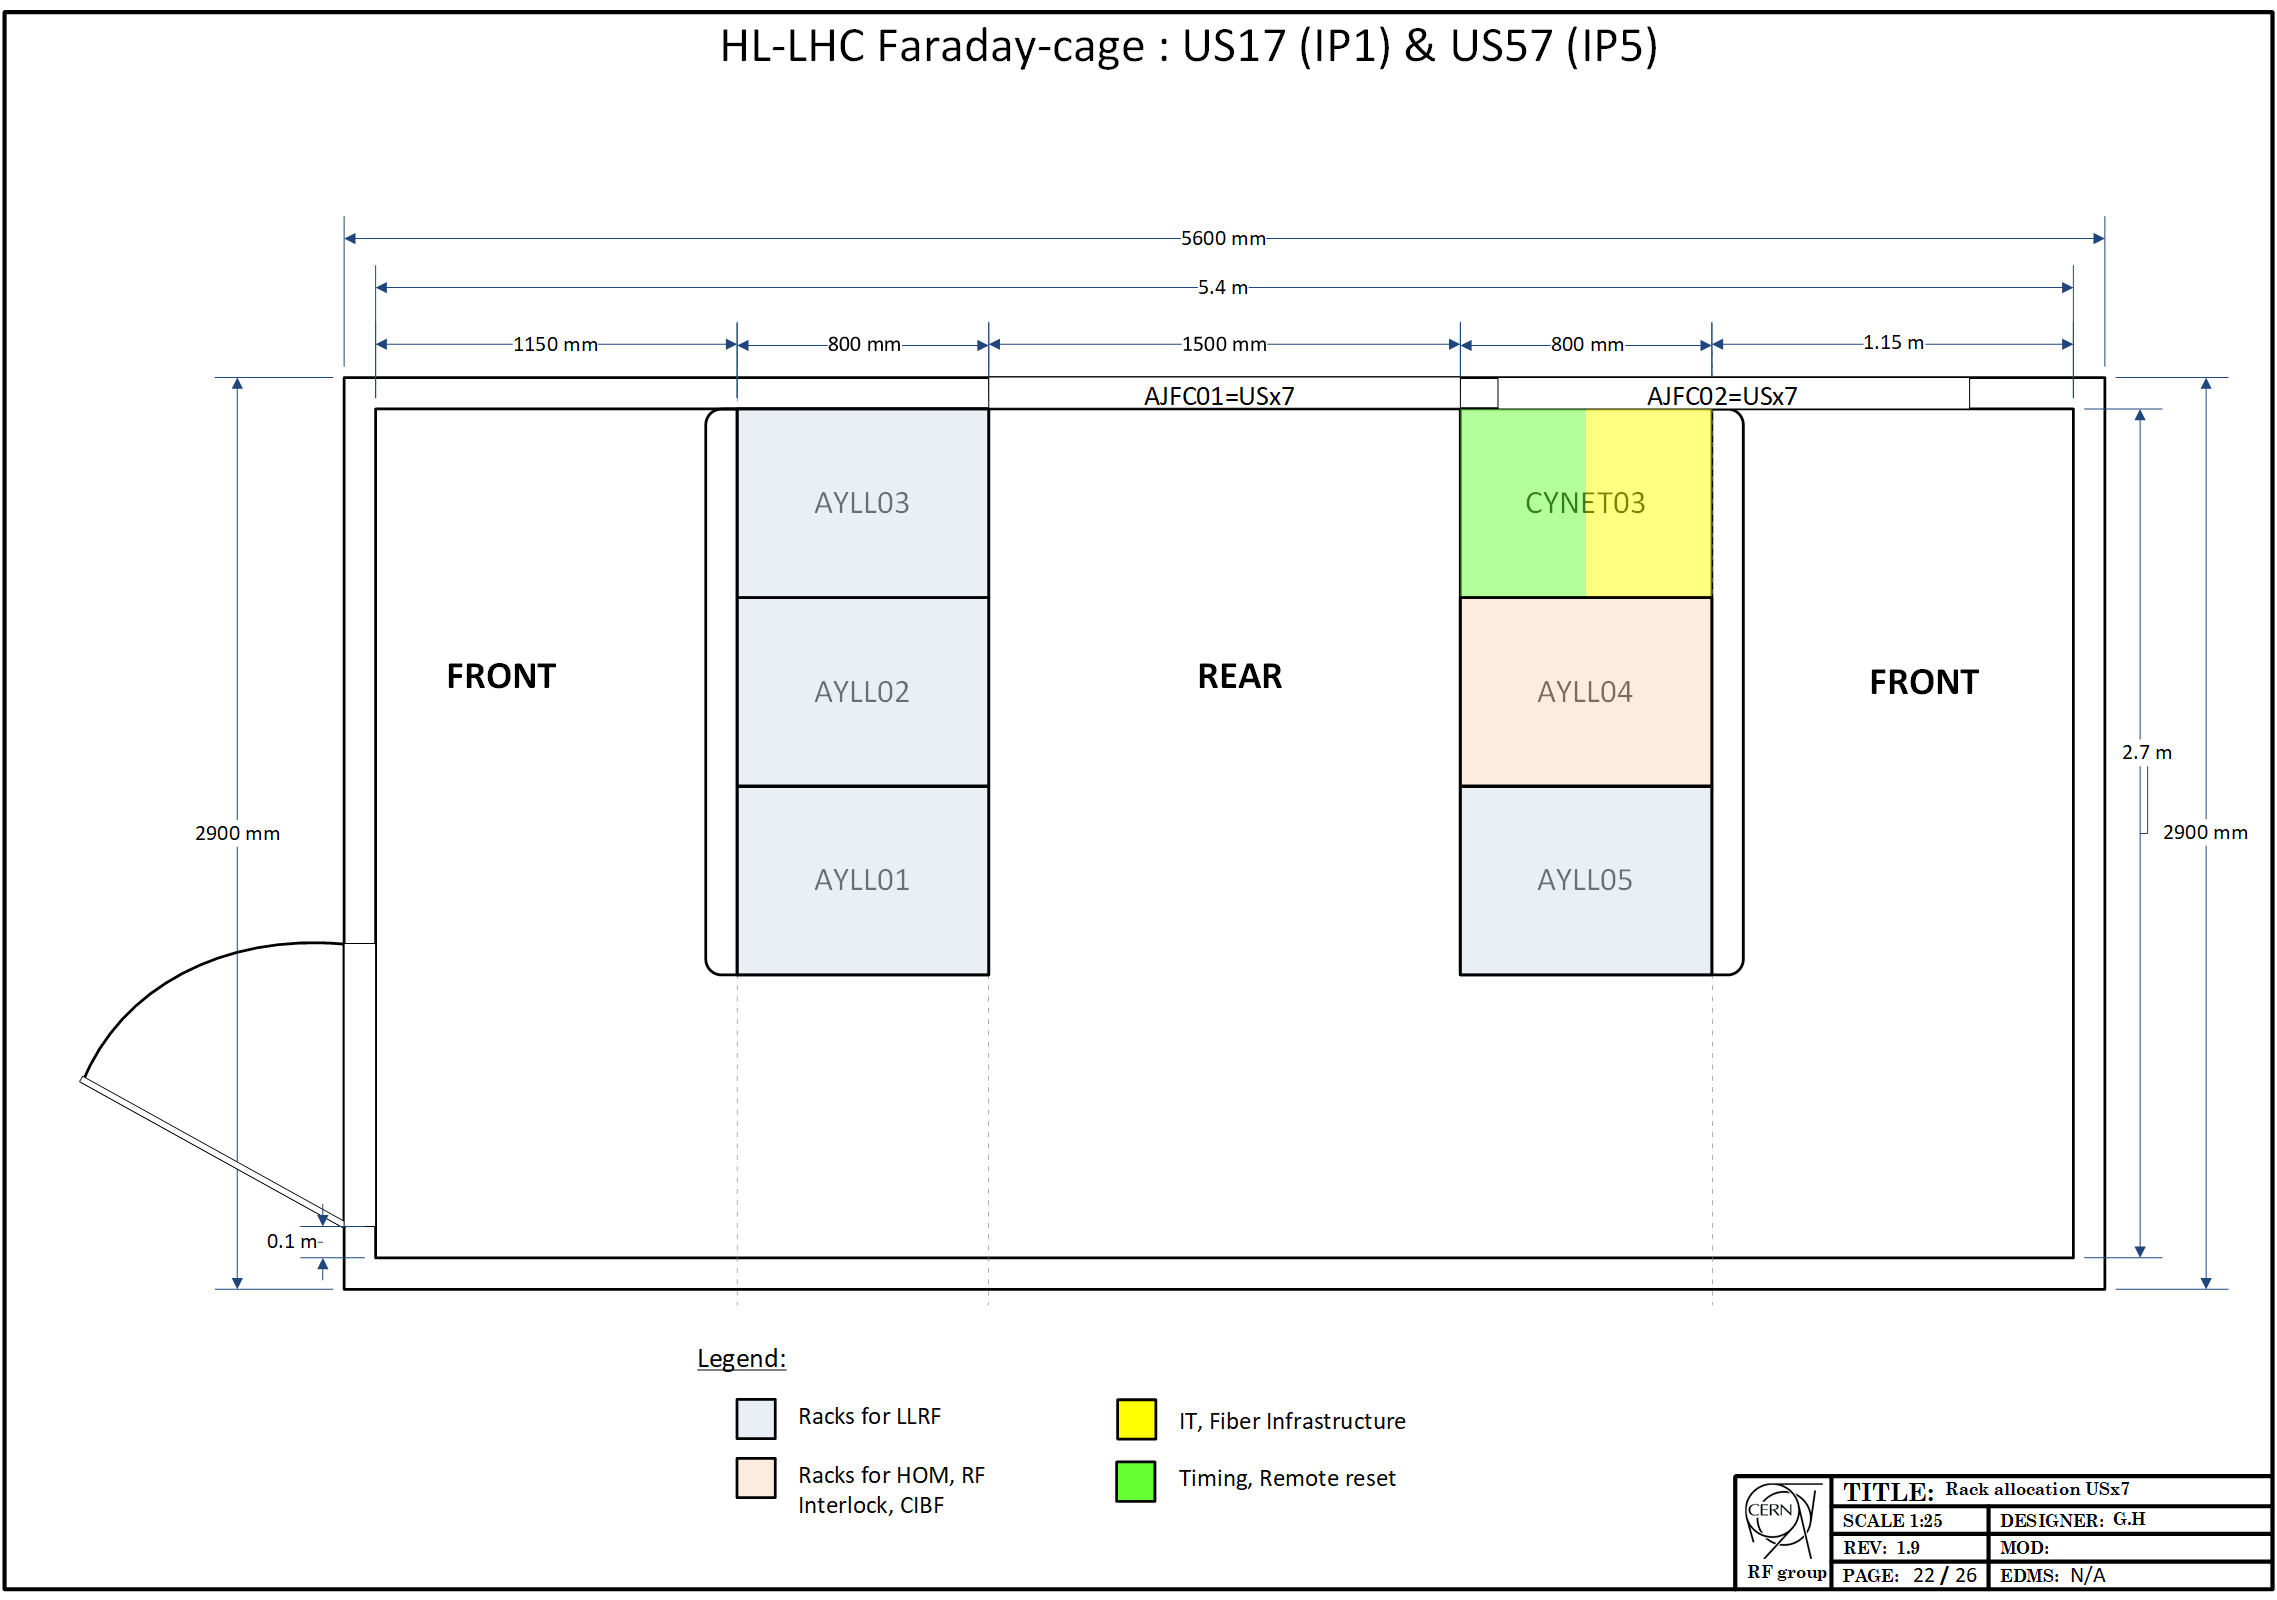 HL-LHC Faraday-cage : US17 (IP1) & US57 (IP5)
5600 mm
5.4 m
1150 mm
800 mm
1500 mm
800 mm
1.15 m
AJFC01=USx7
AJFC02=USx7
AYLL03
CYNET03
FRONT
AYLL02
REAR
AYLL04
FRONT
2.7 m
2900 mm
2900 mm
AYLL01
AYLL05
0.1 m
Legend:
Racks for LLRF
IT, Fiber Infrastructure
Racks for HOM, RF
Interlock, CIBF
Timing, Remote reset
CERN
RF group
TITLE: Rack allocation USx7
SCALE 1:25
DESIGNER: G.H
REV: 1.9
MOD:
PAGE: 22 / 26
EDMS: N/A